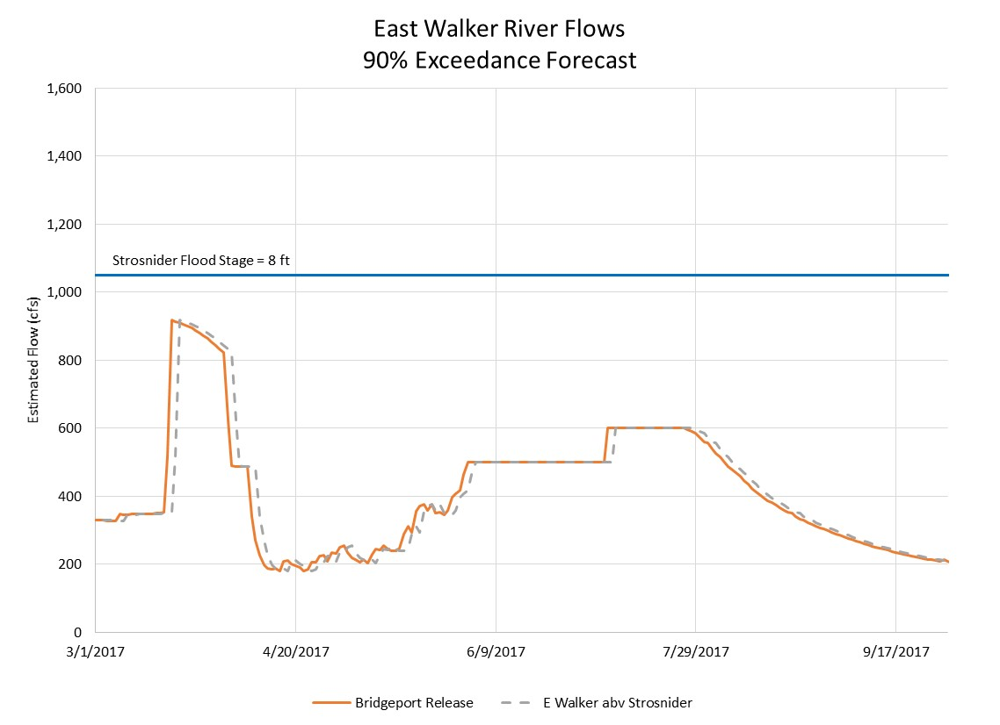 East Walker River Flows
90% Exceedance Forecast
1,600
1,400
1,200
Strosnider Flood Stage = 8 ft
1,000
Estimated Flow (cfs)
800
600
400
200
0
3/1/2017 4/20/2017 6/9/2017 7/29/2017 9/17/2017
Bridgeport Release E Walker abv Strosnider